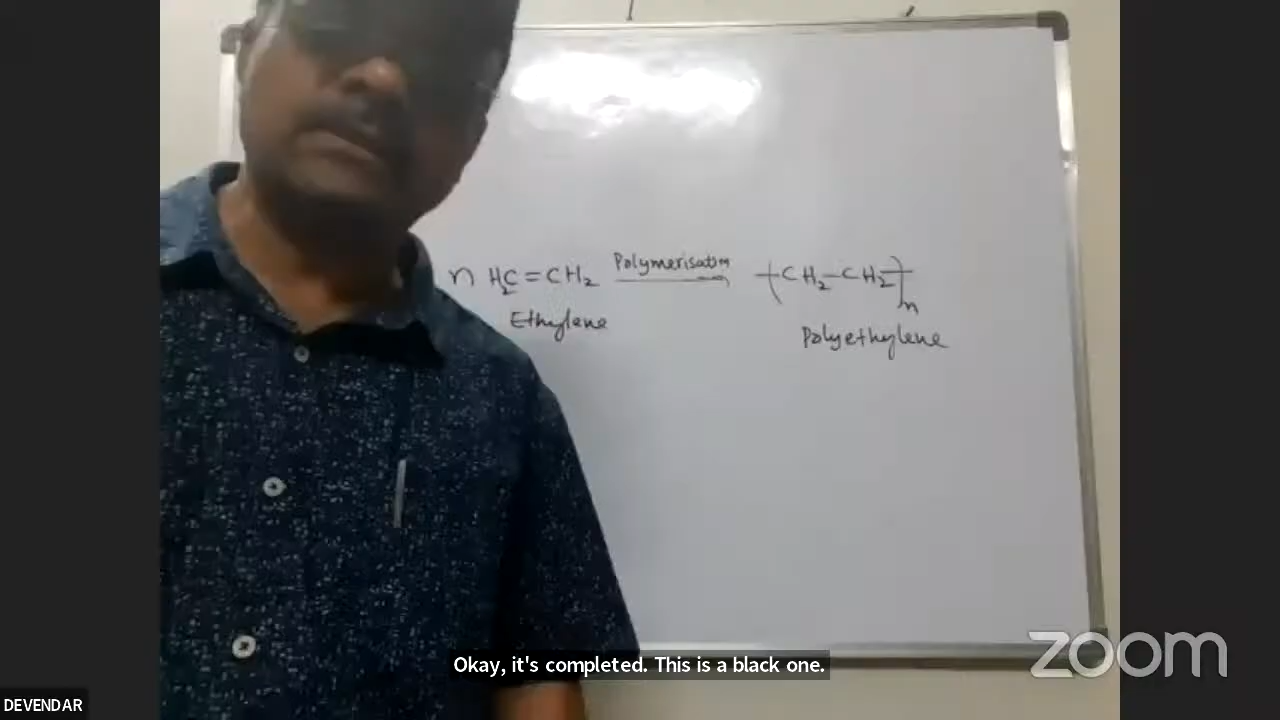 Polymerisation
n H₂C=CH₂ (CH₂-CH₂)n
Ethylene
Polyethylene
Okay, it's completed. This is a black one.
zoom
DEVENDAR